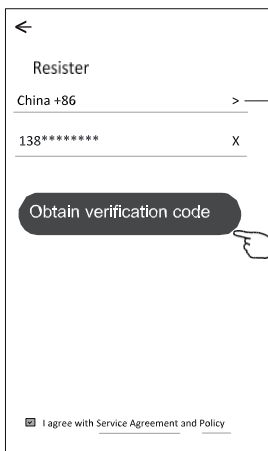 Resister
China +86 >
138******** X
Obtain verification code
I agree with Service Agreement and Policy